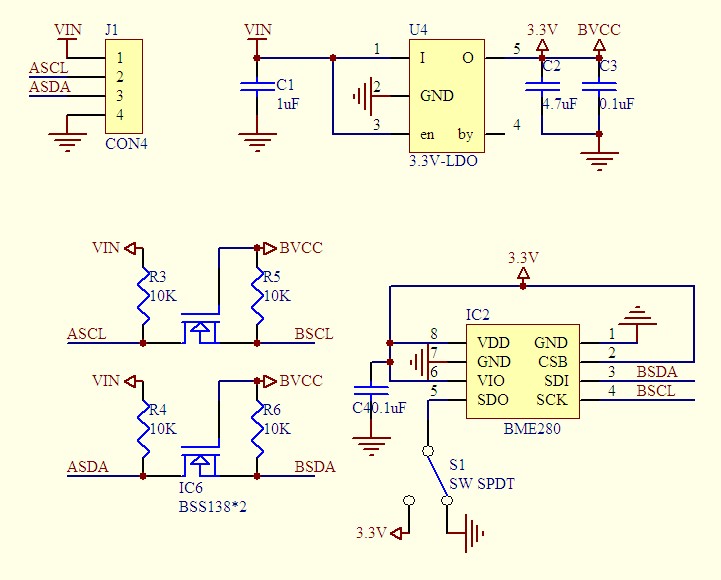 VIN J1
1
ASCL 2
ASDA 3
4
CON4
VIN U4 3.3V BVCC
1 I O 5
C1 1uF
2 GND
3 en by 4
3.3V-LDO
C2 4.7uF
C3 0.1uF
VIN BVCC
R3 10K
R5 10K
ASCL BSCL
VIN BVCC
R4 10K
R6 10K
ASDA BSDA
IC6
BSS138*2
3.3V
IC2
8 VDD GND 1
7 GND CSB 2
6 VIO SDI 3 BSDA
5 SDO SCK 4 BSCL
C4 0.1uF
BME280
S1
SW SPDT
3.3V